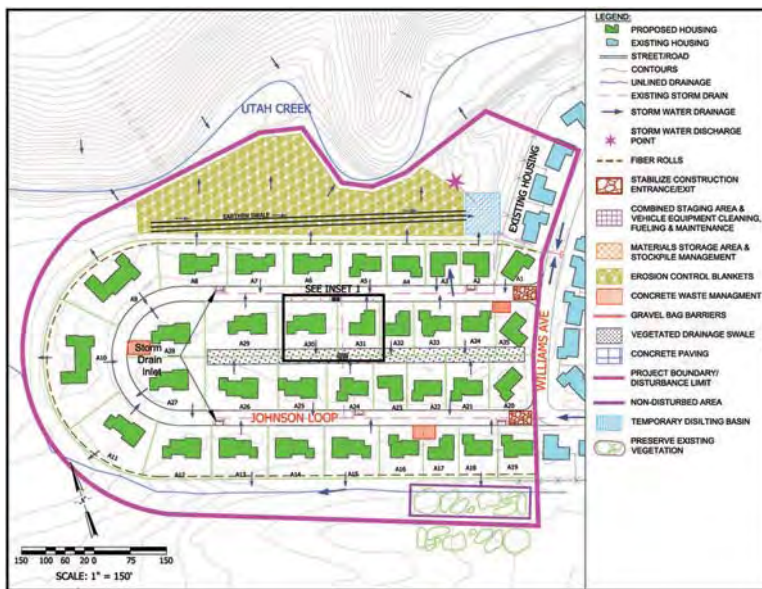 UTAH CREEK
EARTHEN SWALE
EXISTING HOUSING
A8
A7
A6
A5
A4
A3
A2
A1
A9
SEE INSET 1
A10
Storm
Drain
Inlet
A28
A29
A30
A31
A32
A33
A34
A35
WILLIAMS AVE
A27
A26
A25
A24
A23
A22
A21
A20
JOHNSON LOOP
A11
A12
A13
A14
A15
A16
A17
A18
A19
150 100 60 20 0 75 150
SCALE: 1" = 150'
LEGEND:
PROPOSED HOUSING
EXISTING HOUSING
STREET/ROAD
CONTOURS
UNLINED DRAINAGE
EXISTING STORM DRAIN
STORM WATER DRAINAGE
STORM WATER DISCHARGE
POINT
FIBER ROLLS
STABILIZE CONSTRUCTION
ENTRANCE/EXIT
COMBINED STAGING AREA &
VEHICLE EQUIPMENT CLEANING,
FUELING & MAINTENANCE
MATERIALS STORAGE AREA &
STOCKPILE MANAGEMENT
EROSION CONTROL BLANKETS
CONCRETE WASTE MANAGMENT
GRAVEL BAG BARRIERS
VEGETATED DRAINAGE SWALE
CONCRETE PAVING
PROJECT BOUNDARY/
DISTURBANCE LIMIT
NON-DISTURBED AREA
TEMPORARY DISILTING BASIN
PRESERVE EXISTING
VEGETATION